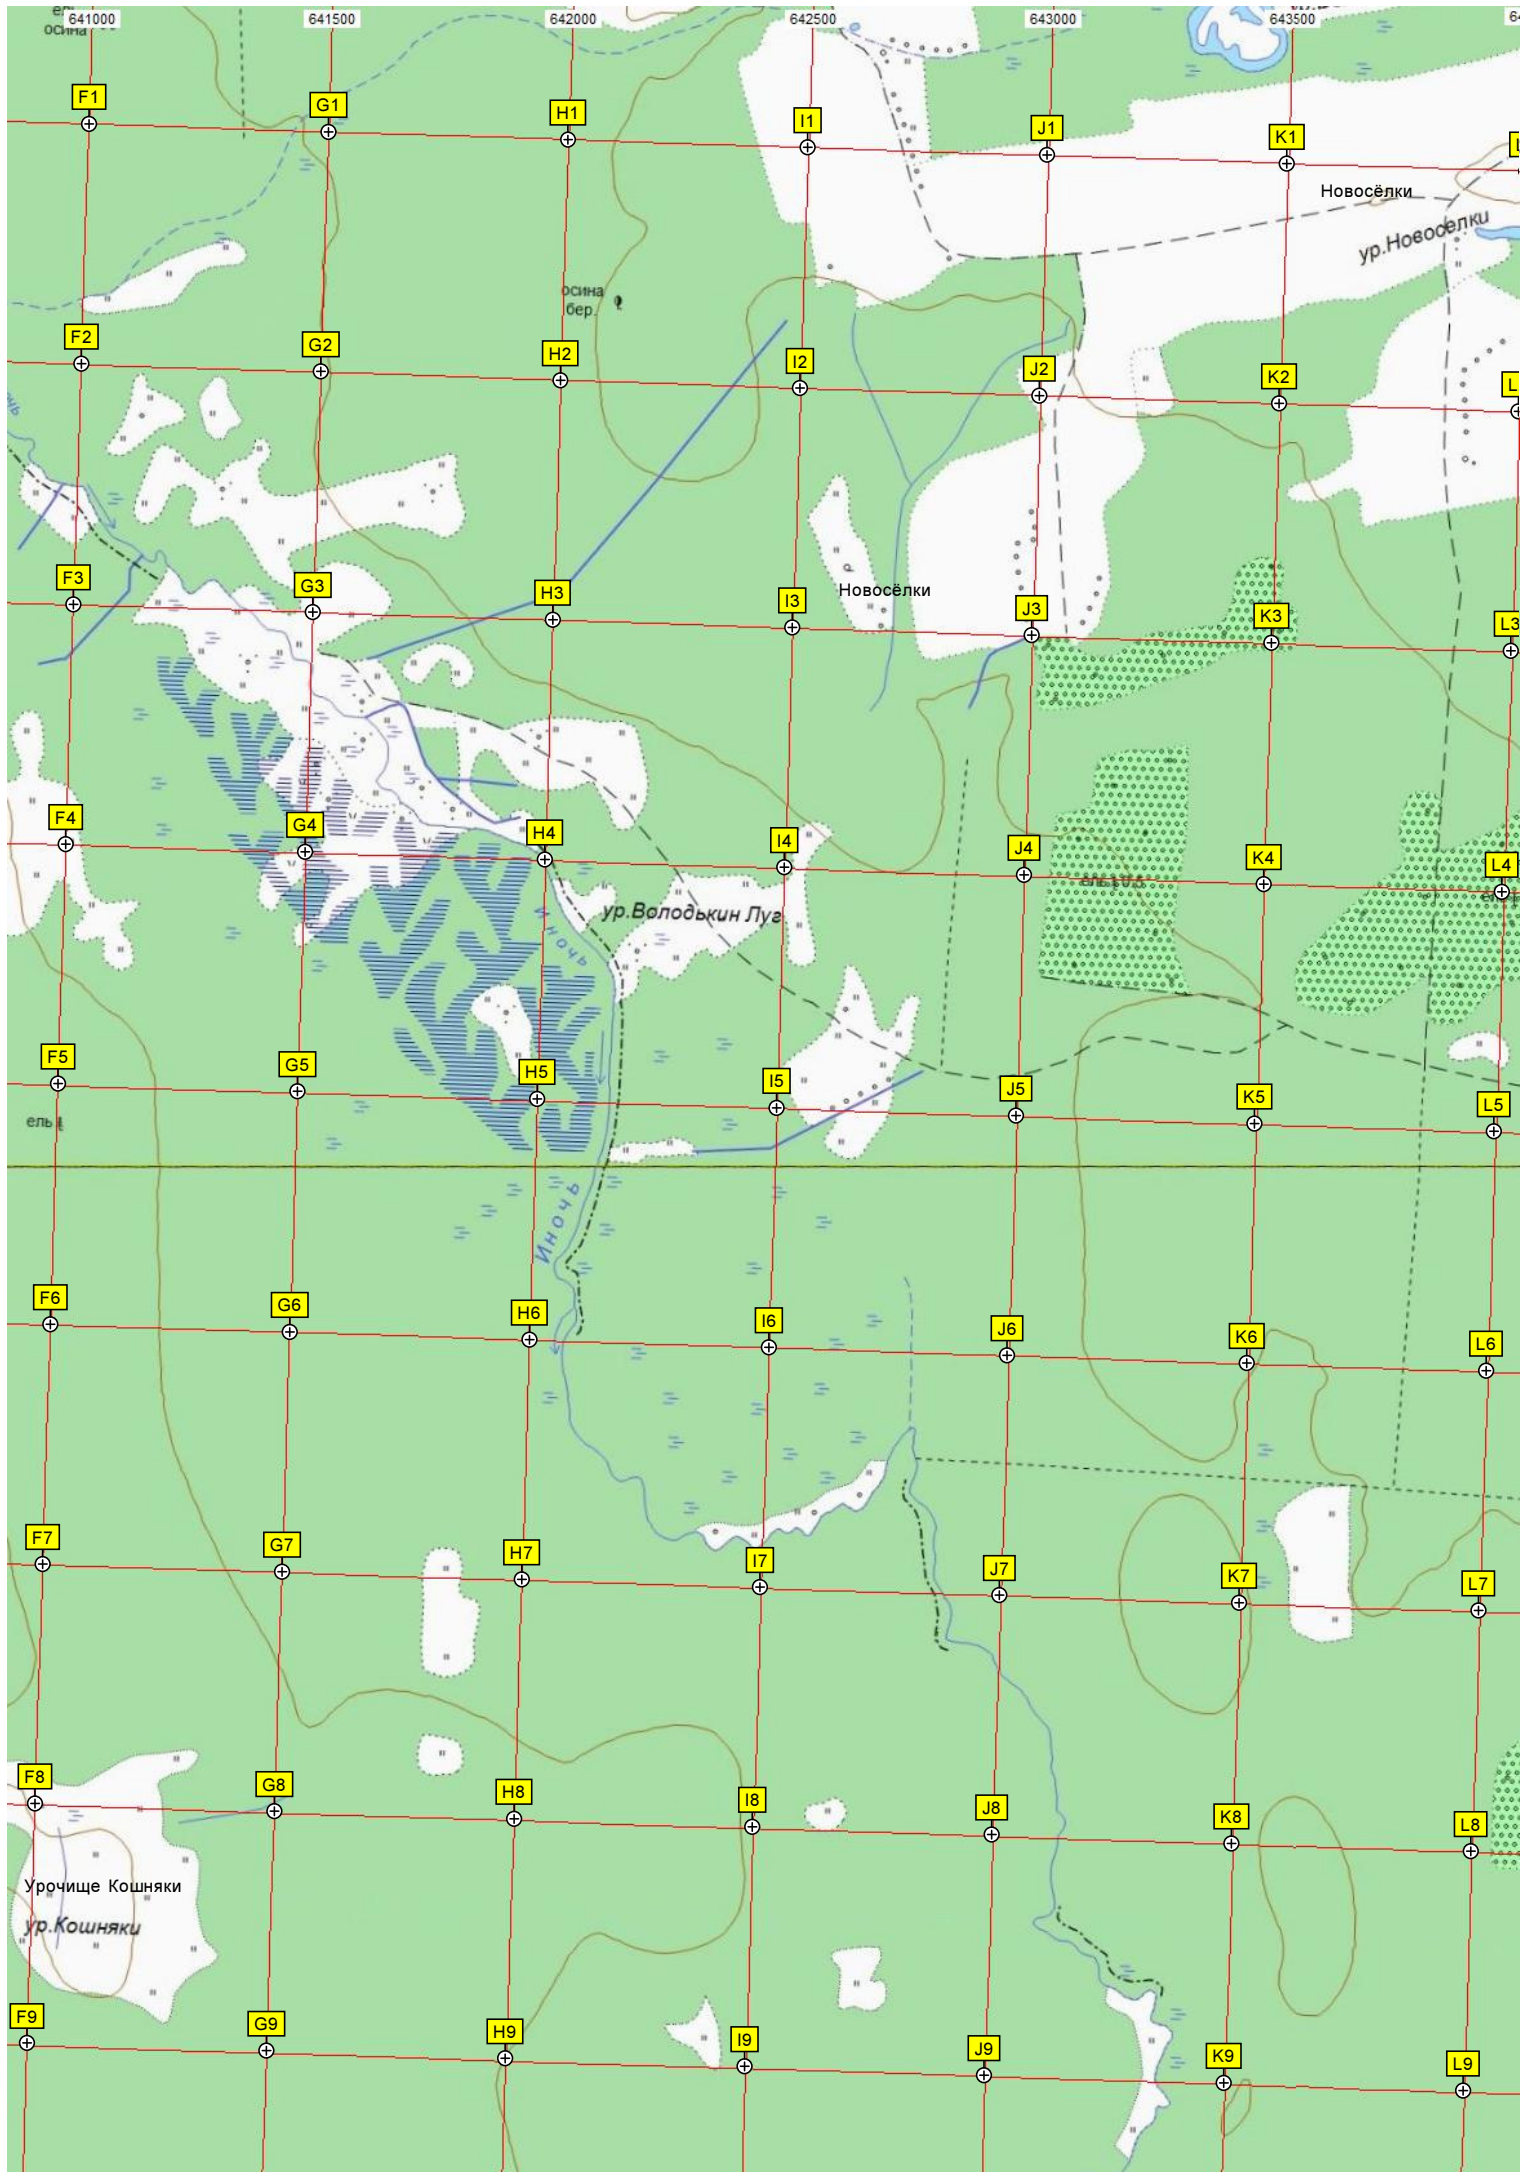 641000 641500 642000 642500 643000 643500
осина
F1 G1 H1 I1 J1 K1
Новосёлки
ур.Новоселки
осина
бер.
F2 G2 H2 I2 J2 K2
F3 G3 H3 I3 J3 K3 L3
Новосёлки
F4 G4 H4 I4 J4 K4 L4
ель
ур.Володькин Луг
Иночь
F5 G5 H5 I5 J5 K5 L5
ель
Иночь
F6 G6 H6 I6 J6 K6 L6
F7 G7 H7 I7 J7 K7 L7
F8 G8 H8 I8 J8 K8 L8
Урочище Кошняки
ур.Кошняки
F9 G9 H9 I9 J9 K9 L9